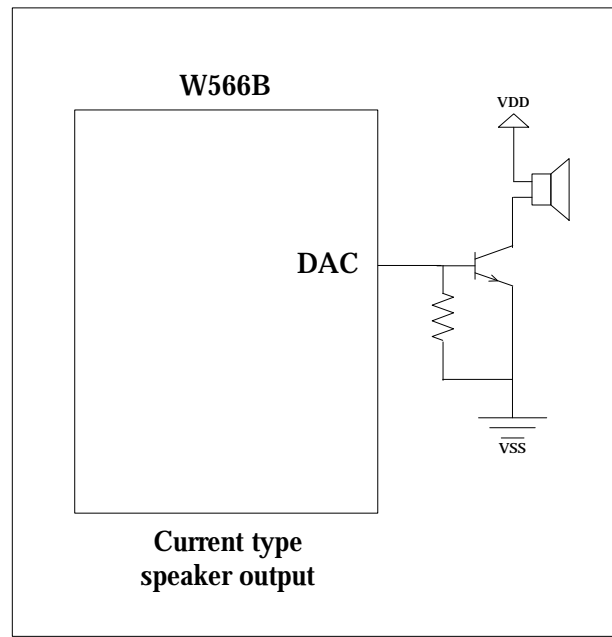 W566B
VDD
DAC
VSS
Current type
speaker output